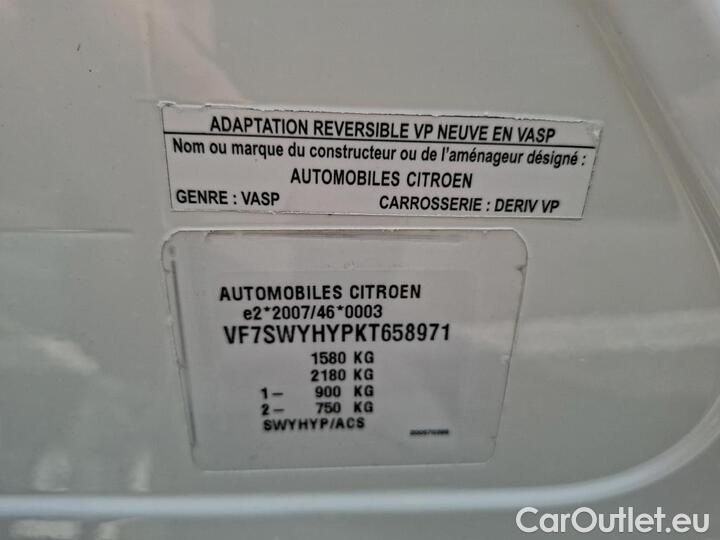 ADAPTATION REVERSIBLE VP NEUVE EN VASP
Nom ou marque du constructeur ou de l'aménageur désigné :
AUTOMOBILES CITROEN
GENRE : VASP CARROSSERIE : DERIV VP
AUTOMOBILES CITROEN
e2*2007/46*0003
VF7SWYHYPKT658971
1580 KG
2180 KG
1- 900 KG
2- 750 KG
SWYHYP/ACS
CarOutlet.eu